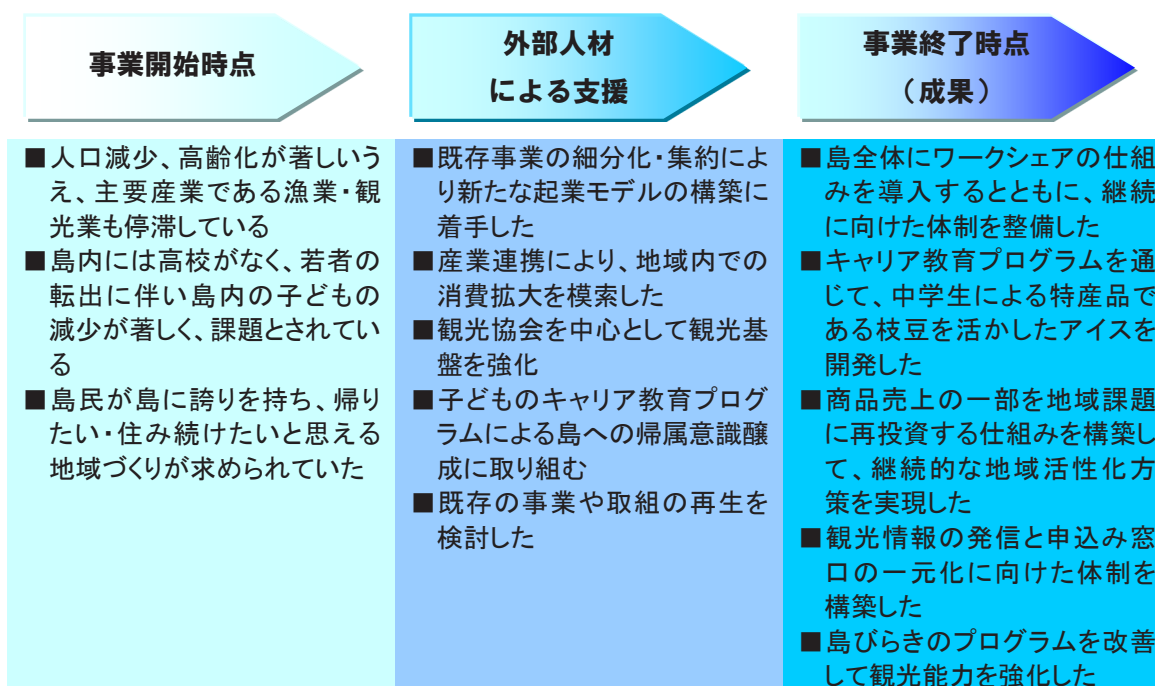 事業開始時点
外部人材
による支援
事業終了時点
（成果）
■人口減少、高齢化が著しいう
え、主要産業である漁業・観
光業も停滞している
■島内には高校がなく、若者の
転出に伴い島内の子どもの
減少が著しく、課題とされてい
る
■島民が島に誇りを持ち、帰り
たい・住み続けたいと思える
地域づくりが求められていた
■既存事業の細分化・集約によ
り新たな起業モデルの構築に
着手した
■産業連携により、地域内での
消費拡大を模索した
■観光協会を中心として観光基
盤を強化
■子どものキャリア教育プログ
ラムによる島への帰属意識醸
成に取り組む
■既存の事業や取組の再生を
検討した
■島全体にワークシェアの仕組
みを導入するとともに、継続
に向けた体制を整備した
■キャリア教育プログラムを通
じて、中学生による特産品で
ある枝豆を活かしたアイスを
開発した
■商品売上の一部を地域課題
に再投資する仕組みを構築し
て、継続的な地域活性化方
策を実現した
■観光情報の発信と申込み窓
口の一元化に向けた体制を
構築した
■島びらきのプログラムを改善
して観光能力を強化した